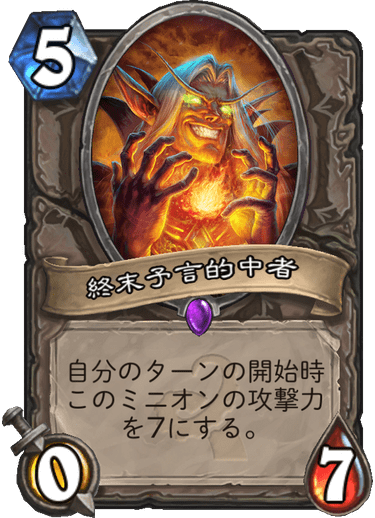 5
終末予言的中者
自分のターンの開始時
このミニオンの攻撃力
を7にする。
0
7